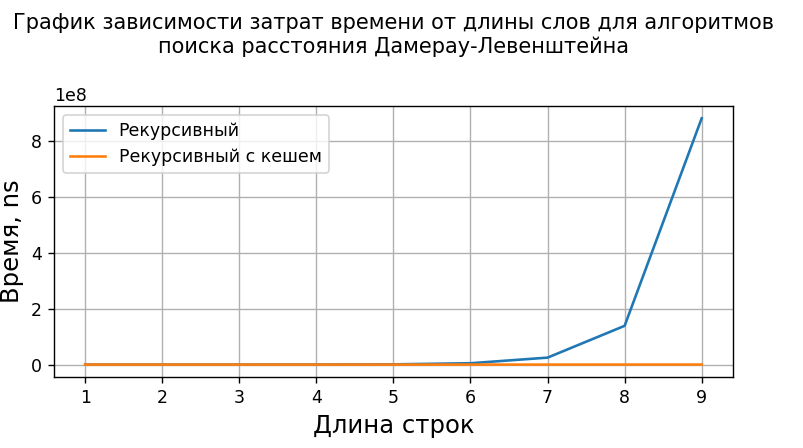 График зависимости затрат времени от длины слов для алгоритмов
поиска расстояния Дамерау-Левенштейна
1e8
Рекурсивный
Рекурсивный с кешем
Время, ns
8
6
4
2
0
1 2 3 4 5 6 7 8 9
Длина строк